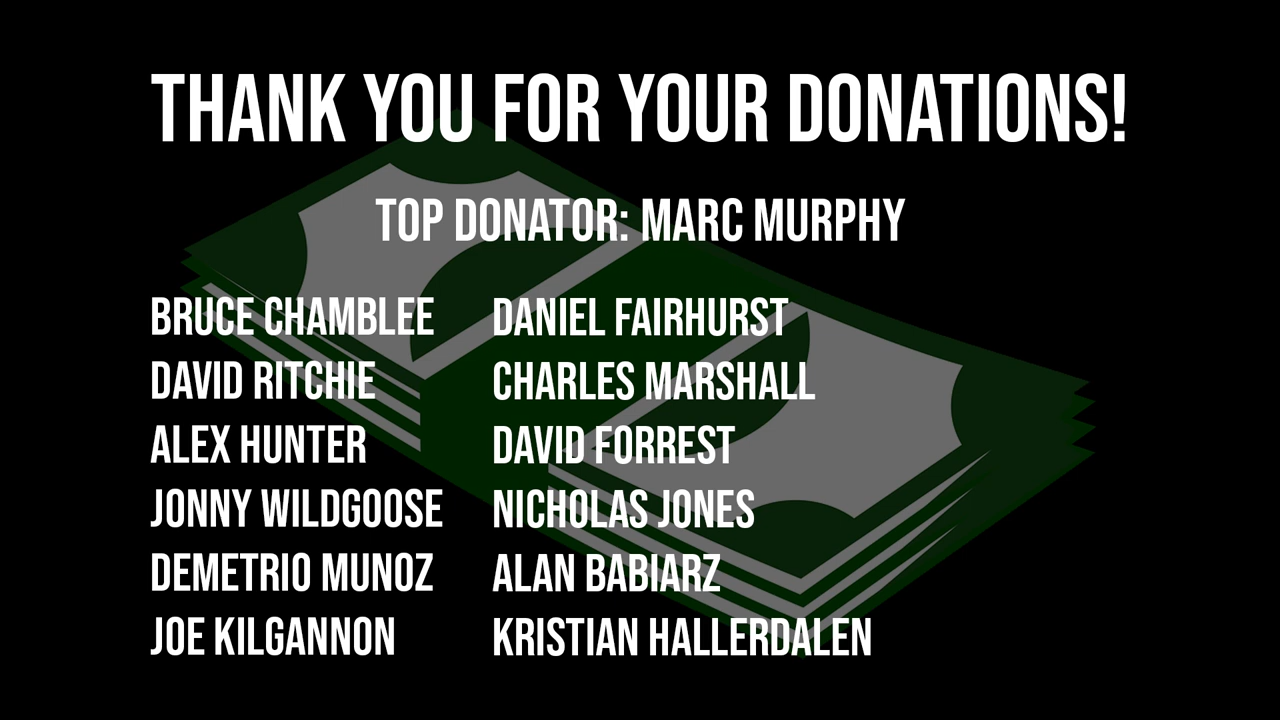 THANK YOU FOR YOUR DONATIONS!
TOP DONATOR: MARC MURPHY
BRUCE CHAMBLEE
DAVID RITCHIE
ALEX HUNTER
JONNY WILDGOOSE
DEMETRIO MUNOZ
JOE KILGANNON
DANIEL FAIRHURST
CHARLES MARSHALL
DAVID FORREST
NICHOLAS JONES
ALAN BABIARZ
KRISTIAN HALLERDALEN